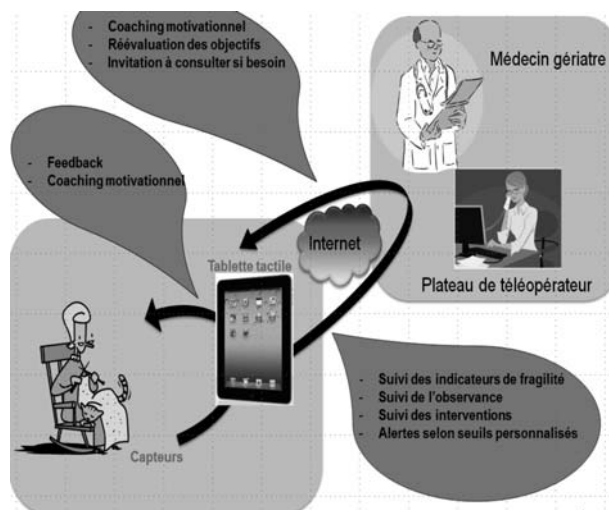 - Coaching motivationnel
- Réévaluation des objectifs
- Invitation à consulter si besoin
Médecin gériatre
- Feedback
- Coaching motivationnel
Internet
Tablette tactile
Plateau de téléopérateur
- Suivi des indicateurs de fragilité
- Suivi de l'observance
- Suivi des interventions
- Alertes selon seuils personnalisés
Capteurs